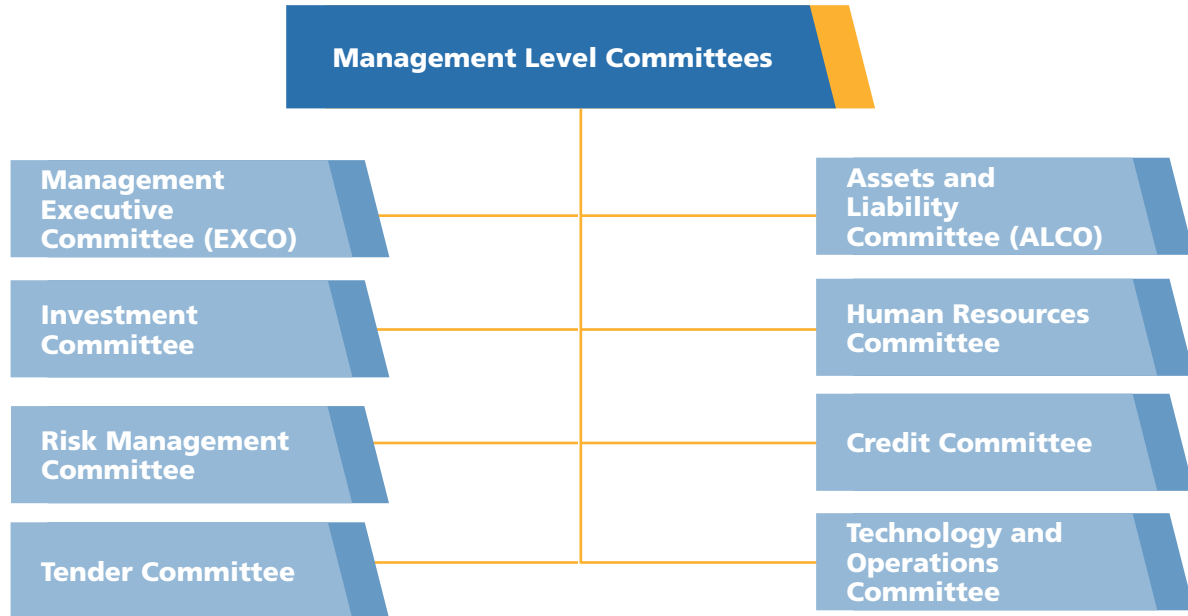 Management Level Committees
Management
Executive
Committee (EXCO)
Assets and
Liability
Committee (ALCO)
Investment
Committee
Human Resources
Committee
Risk Management
Committee
Credit Committee
Tender Committee
Technology and
Operations
Committee